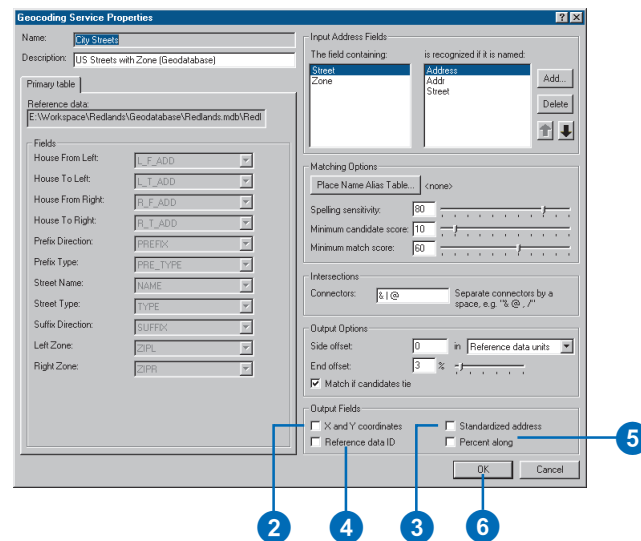 Geocoding Service Properties
Name: City Streets
Description: US Streets with Zone (Geodatabase)
Primary table
Reference data:
E:\Workspace\Redlands\Geodatabase\Redlands.mdb\Redl
Fields
House From Left: L_F_ADD
House To Left: L_T_ADD
House From Right: R_F_ADD
House To Right: R_T_ADD
Prefix Direction: PREFIX
Prefix Type: PRE_TYPE
Street Name: NAME
Street Type: TYPE
Suffix Direction: SUFFIX
Left Zone: ZIPL
Right Zone: ZIPR
Input Address Fields
The field containing: is recognized if it is named:
Street
Zone
Address
Addr
Street
Add...
Delete
Matching Options
Place Name Alias Table... <none>
Spelling sensitivity: 80
Minimum candidate score: 10
Minimum match score: 60
Intersections
Connectors: & | @ Separate connectors by a
space, e.g. "% @ , /"
Output Options
Side offset: 0 in Reference data units
End offset: 3 %
Match if candidates tie
Output Fields
X and Y coordinates Standardized address
Reference data ID Percent along
OK Cancel
2 4 3 6 5